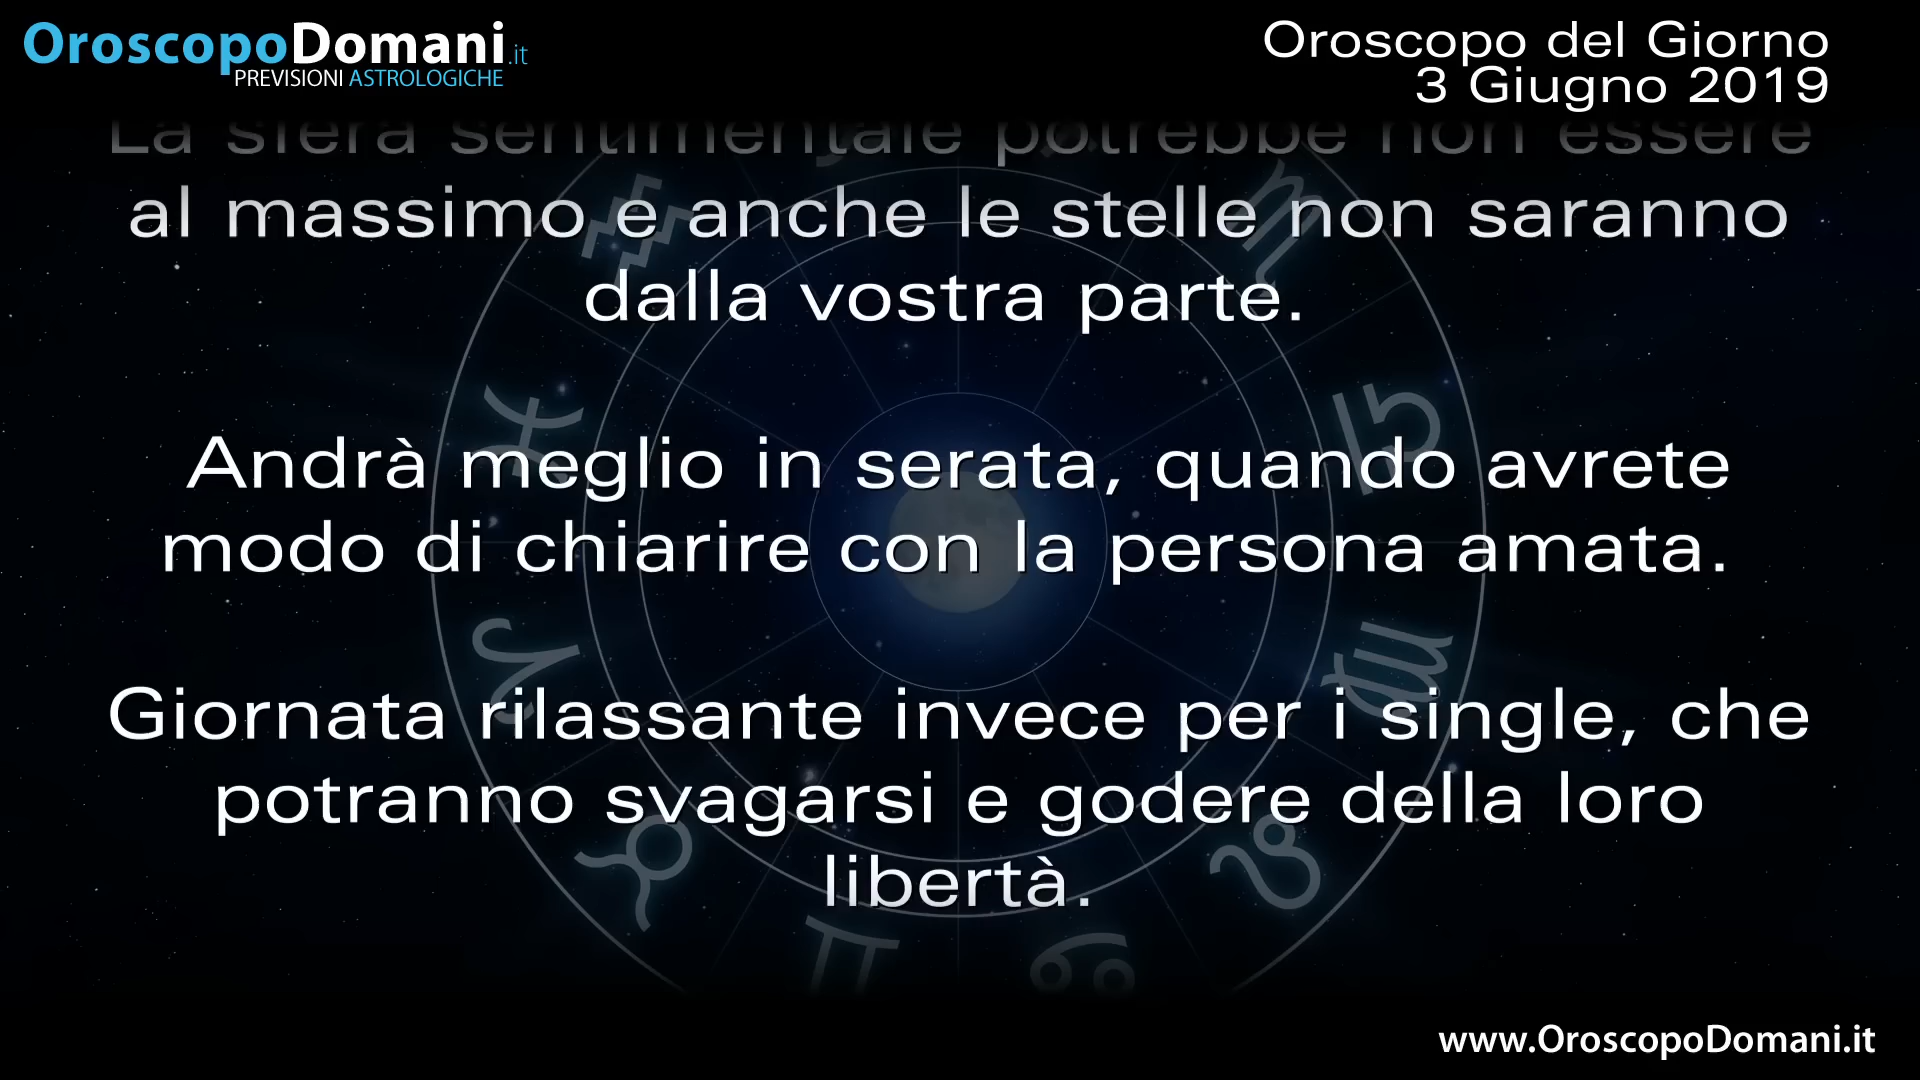 OroscopoDomani.it
PREVISIONI ASTROLOGICHE
Oroscopo del Giorno
3 Giugno 2019
La sfera sentimentale potrebbe non essere
al massimo e anche le stelle non saranno
dalla vostra parte.
Andrà meglio in serata, quando avrete
modo di chiarire con la persona amata.
Giornata rilassante invece per i single, che
potranno svagarsi e godere della loro
libertà.
www.OroscopoDomani.it